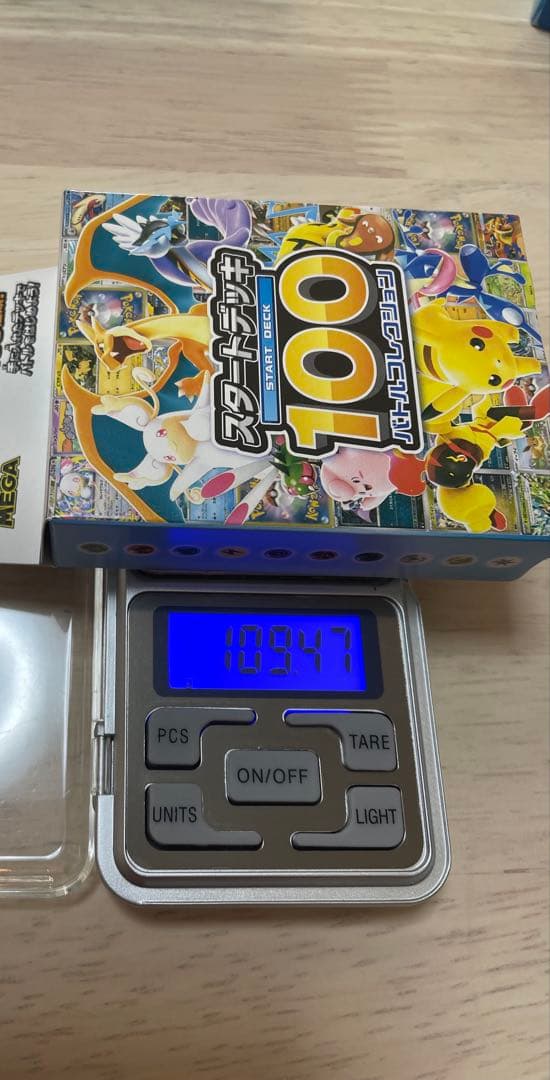 スタートデッキ
START DECK
100
バトルコレクション
MEGA
109.47
PCS
TARE
ON/OFF
UNITS
LIGHT